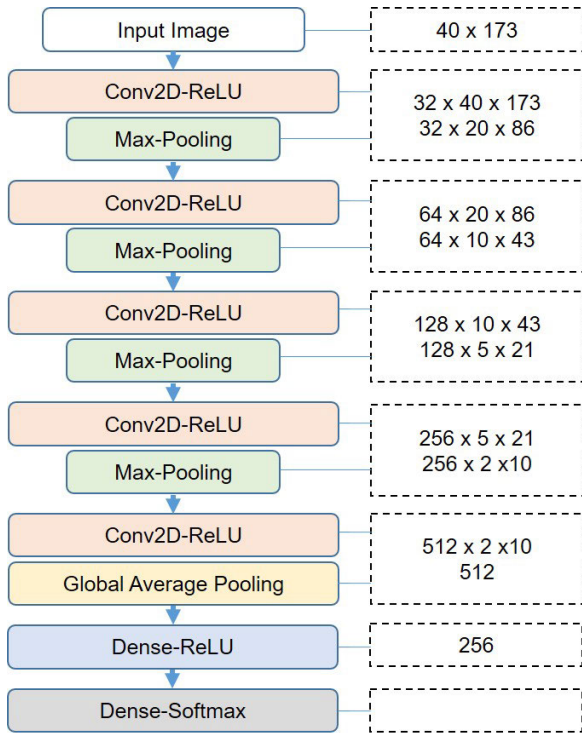 Input Image
40 x 173
Conv2D-ReLU
Max-Pooling
32 x 40 x 173
32 x 20 x 86
Conv2D-ReLU
Max-Pooling
64 x 20 x 86
64 x 10 x 43
Conv2D-ReLU
Max-Pooling
128 x 10 x 43
128 x 5 x 21
Conv2D-ReLU
Max-Pooling
256 x 5 x 21
256 x 2 x10
Conv2D-ReLU
Global Average Pooling
512 x 2 x10
512
Dense-ReLU
256
Dense-Softmax